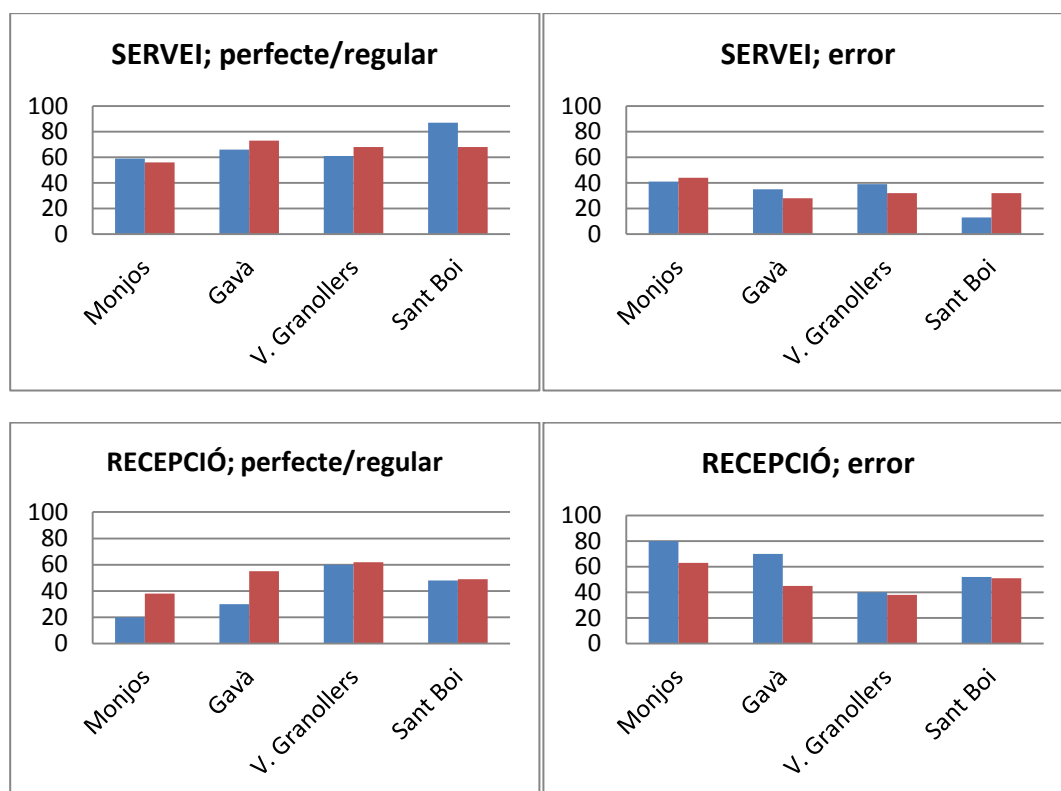 SERVEI; perfecte/regular
100
80
60
40
20
0
Monjos
Gavà
V. Granollers
Sant Boi
SERVEI; error
100
80
60
40
20
0
Monjos
Gavà
V. Granollers
Sant Boi
RECEPCIÓ; perfecte/regular
100
80
60
40
20
0
Monjos
Gavà
V. Granollers
Sant Boi
RECEPCIÓ; error
100
80
60
40
20
0
Monjos
Gavà
V. Granollers
Sant Boi